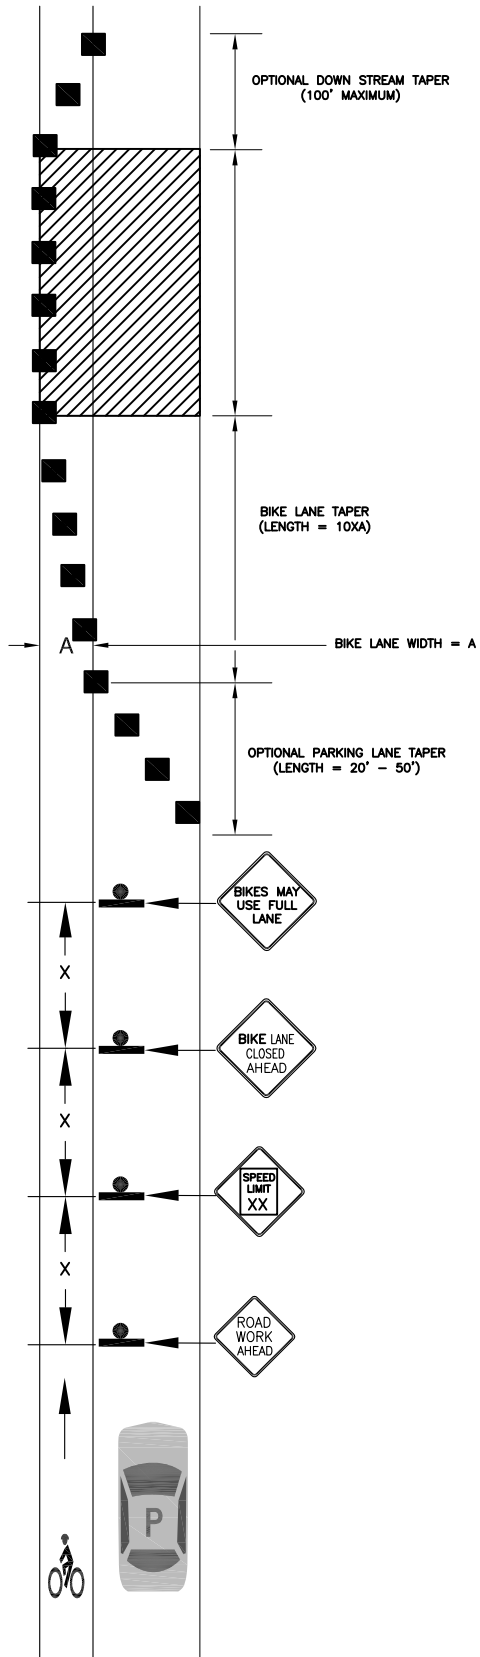 OPTIONAL DOWN STREAM TAPER
(100' MAXIMUM)
BIKE LANE TAPER
(LENGTH = 10XA)
A
BIKE LANE WIDTH = A
OPTIONAL PARKING LANE TAPER
(LENGTH = 20' - 50')
BIKES MAY
USE FULL
LANE
X
BIKE LANE
CLOSED
AHEAD
X
SPEED
LIMIT
XX
X
ROAD
WORK
AHEAD
P